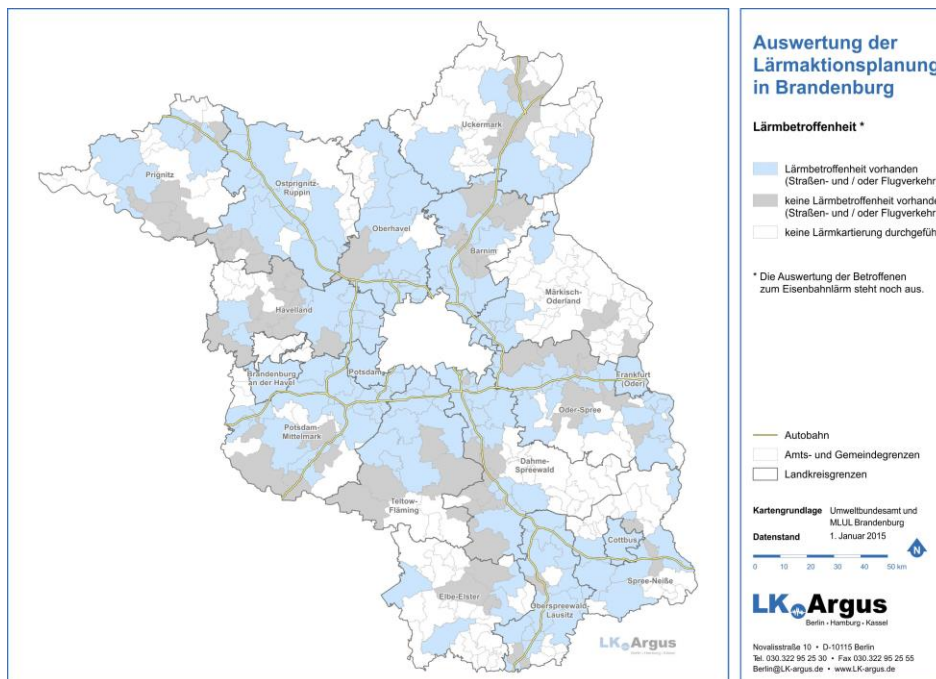 Uckermark
Prignitz
Ostprignitz-
Ruppin
Oberhavel
Barnim
Märkisch-
Oderland
Havelland
Brandenburg
an der Havel
Potsdam
Frankfurt
(Oder)
Oder-Spree
Potsdam-
Mittelmark
Dahme-
Spreewald
Teltow-
Fläming
Cottbus
Spree-Neiße
Elbe-Elster
Oberspreewald-
Lausitz
LK Argus
Auswertung der
Lärmaktionsplanung
in Brandenburg
Lärmbetroffenheit *
Lärmbetroffenheit vorhanden
(Straßen- und / oder Flugverkehr
keine Lärmbetroffenheit vorhande
(Straßen- und / oder Flugverkehr
keine Lärmkartierung durchgefüh
* Die Auswertung der Betroffenen
zum Eisenbahnlärm steht noch aus.
Autobahn
Amts- und Gemeindegrenzen
Landkreisgrenzen
Kartengrundlage Umweltbundesamt und
MLUL Brandenburg
Datenstand 1. Januar 2015
N
0 10 20 30 40 50 km
LK Argus
Berlin • Hamburg • Kassel
Novalisstraße 10 • D-10115 Berlin
Tel. 030.322 95 25 30 • Fax 030.322 95 25 55
Berlin@LK-argus.de • www.LK-argus.de